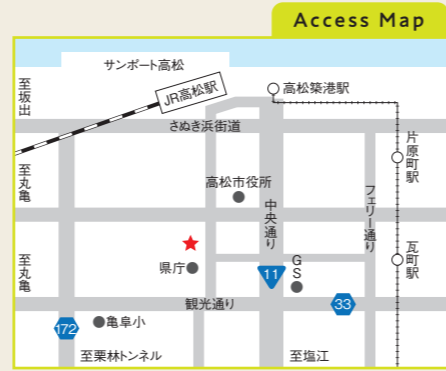 Access Map
サンポート高松
至坂出
JR高松駅
高松築港駅
さぬき浜街道
至丸亀
片原町駅
高松市役所
中央通り
フェリー通り
至丸亀
県庁
11
GS
瓦町駅
観光通り
33
172
亀阜小
至栗林トンネル
至塩江